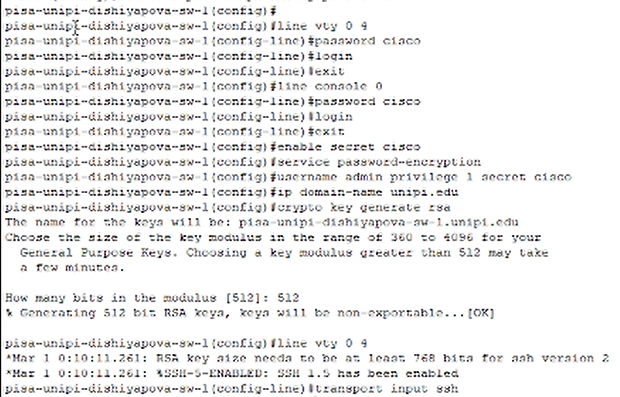 pisa-unipi-dishiyapova-sw-1(config)#
pisa-unipi-dishiyapova-sw-1(config)#line vty 0 4
pisa-unipi-dishiyapova-sw-1(config-line)#password cisco
pisa-unipi-dishiyapova-sw-1(config-line)#login
pisa-unipi-dishiyapova-sw-1(config-line)#exit
pisa-unipi-dishiyapova-sw-1(config)#line console 0
pisa-unipi-dishiyapova-sw-1(config-line)#password cisco
pisa-unipi-dishiyapova-sw-1(config-line)#login
pisa-unipi-dishiyapova-sw-1(config-line)#exit
pisa-unipi-dishiyapova-sw-1(config)#enable secret cisco
pisa-unipi-dishiyapova-sw-1(config)#service password-encryption
pisa-unipi-dishiyapova-sw-1(config)#username admin privilege 1 secret cisco
pisa-unipi-dishiyapova-sw-1(config)#ip domain-name unipi.edu
pisa-unipi-dishiyapova-sw-1(config)#crypto key generate rsa
The name for the keys will be: pisa-unipi-dishiyapova-sw-1.unipi.edu
Choose the size of the key modulus in the range of 360 to 4096 for your
General Purpose Keys. Choosing a key modulus greater than 512 may take
a few minutes.
How many bits in the modulus [512]: 512
% Generating 512 bit RSA keys, keys will be non-exportable...[OK]
pisa-unipi-dishiyapova-sw-1(config)#line vty 0 4
*Mar 1 0:10:11.261: RSA key size needs to be at least 768 bits for ssh version 2
*Mar 1 0:10:11.261: %SSH-5-ENABLED: SSH 1.5 has been enabled
pisa-unipi-dishiyapova-sw-1(config-line)#transport input ssh